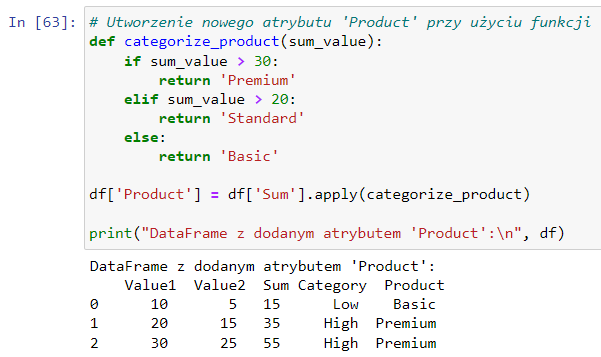 In [63]: # Utworzenie nowego atrybutu 'Product' przy użyciu funkcji
def categorize_product(sum_value):
    if sum_value > 30:
        return 'Premium'
    elif sum_value > 20:
        return 'Standard'
    else:
        return 'Basic'

df['Product'] = df['Sum'].apply(categorize_product)

print("DataFrame z dodanym atrybutem 'Product':\n", df)
DataFrame z dodanym atrybutem 'Product':
    Value1  Value2  Sum Category  Product
0      10       5   15      Low    Basic
1      20      15   35     High  Premium
2      30      25   55     High  Premium